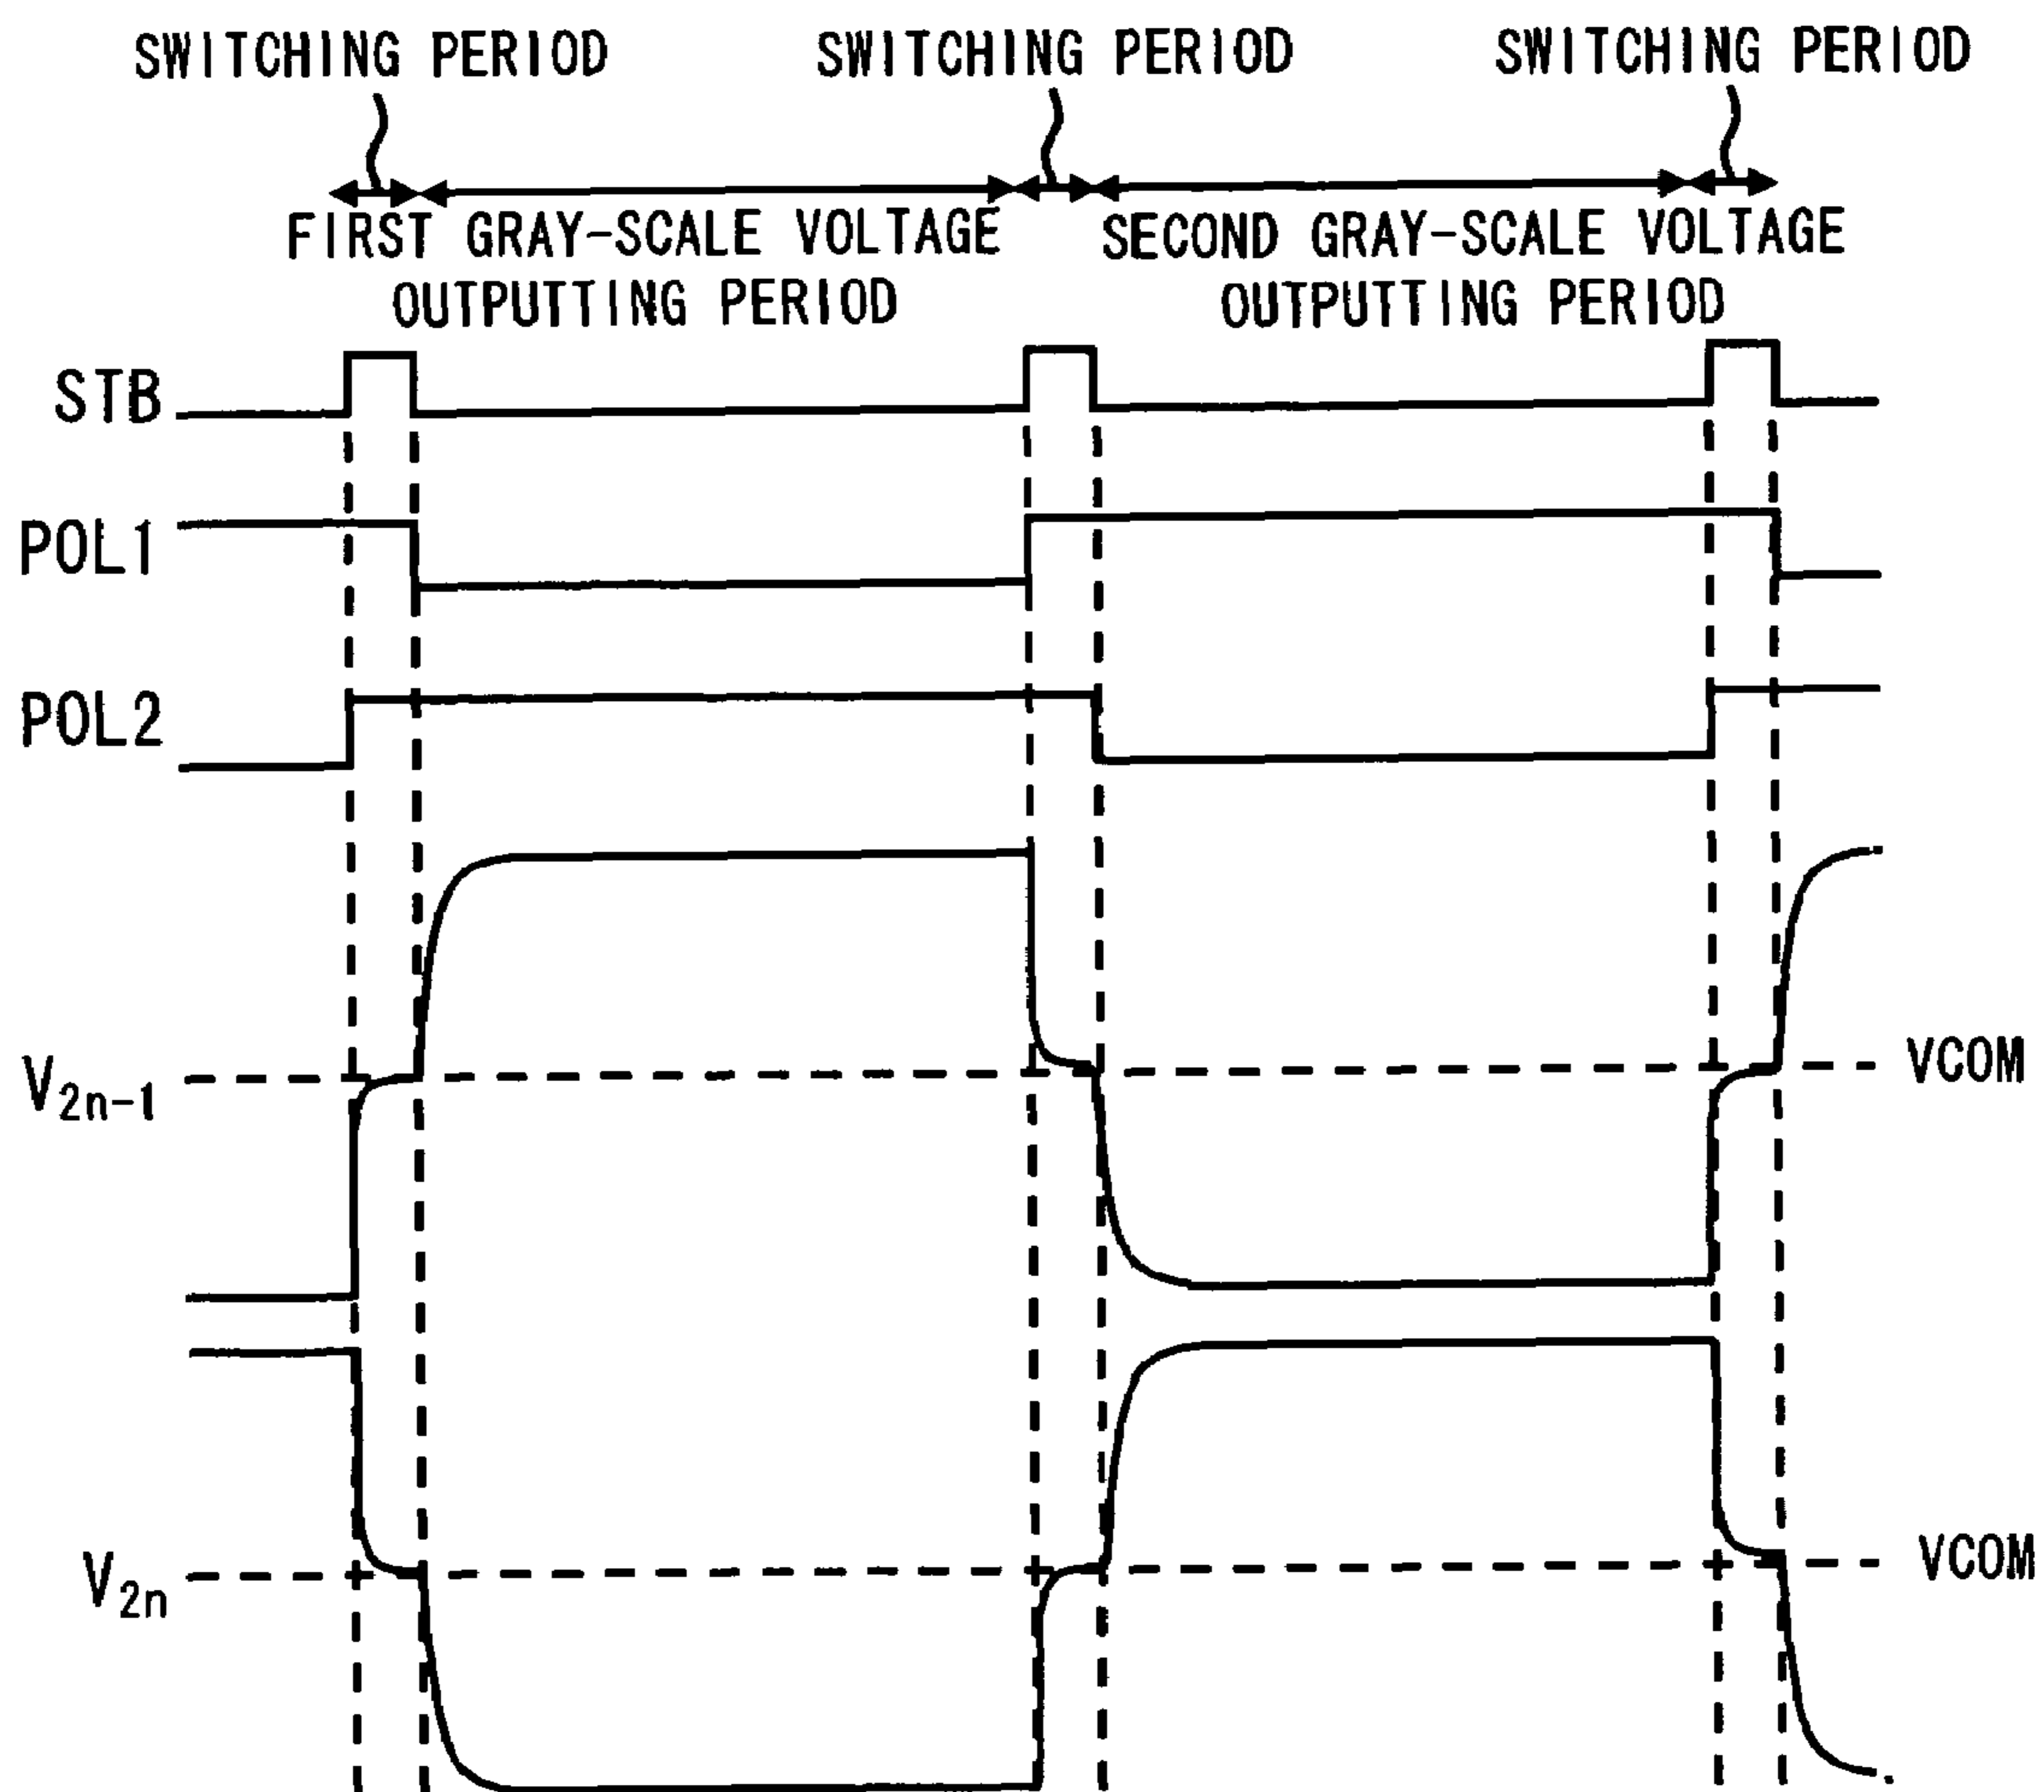 SWITCHING PERIOD SWITCHING PERIOD SWITCHING PERIOD
FIRST GRAY-SCALE VOLTAGE SECOND GRAY-SCALE VOLTAGE
OUTPUTTING PERIOD OUTPUTTING PERIOD
STB
POL1
POL2
V2n-1 VCOM
V2n VCOM